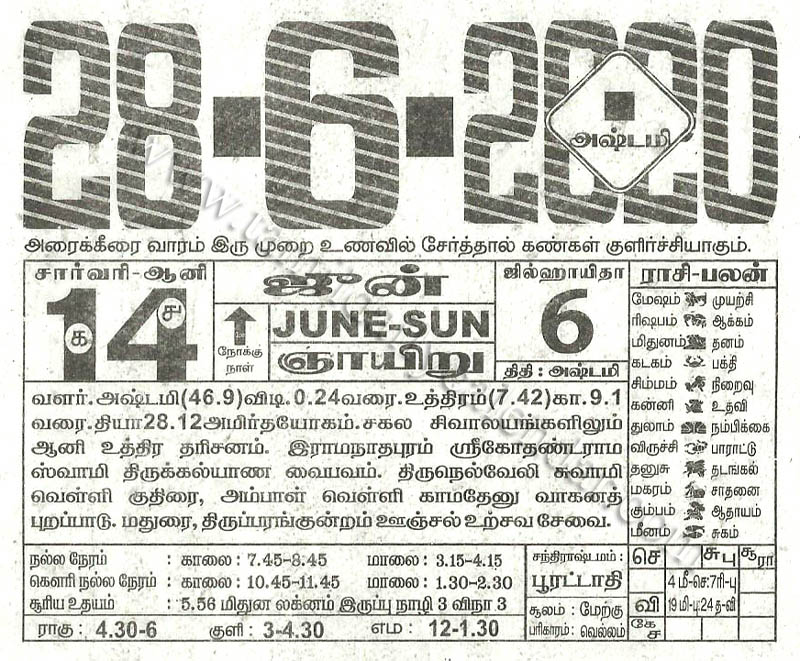 28-6-2020
அஷ்டமி
அரைக்கீரை வாரம் இரு முறை உணவில் சேர்த்தால் கண்கள் குளிர்ச்சியாகும்.
சார்வரி-ஆனி
14
க ச
நோக்கு
நாள்
ஜூன்
JUNE-SUN
ஞாயிறு
ஜில்ஹாயிதா
6
திதி : அஷ்டமி
வளர்.அஷ்டமி(46.9)விடி.0.24வரை.உத்திரம்(7.42)கா.9.1
வரை.தியா28.12அமிர்தயோகம்.சகல சிவாலயங்களிலும்
ஆனி உத்திர தரிசனம். இராமநாதபுரம் ஸ்ரீகோதண்டராம
ஸ்வாமி திருக்கல்யாண வைபவம். திருநெல்வேலி சுவாமி
வெள்ளி குதிரை, அம்பாள் வெள்ளி காமதேனு வாகனத்
புறப்பாடு. மதுரை, திருப்பரங்குன்றம் ஊஞ்சல் உற்சவ சேவை.
ராசி-பலன்
மேஷம் முயற்சி
ரிஷபம் ஆக்கம்
மிதுனம் தனம்
கடகம் பக்தி
சிம்மம் நிறைவு
கன்னி உதவி
துலாம் நம்பிக்கை
விருச்சி பாராட்டு
தனுசு தடங்கல்
மகரம் சாதனை
கும்பம் ஆதாயம்
மீனம் சுகம்
நல்ல நேரம் : காலை : 7.45-8.45 மாலை : 3.15-4.15
கௌரி நல்ல நேரம் : காலை : 10.45-11.45 மாலை : 1.30-2.30
சூரிய உதயம் : 5.56 மிதுன லக்னம் இருப்பு நாழி 3 விநா 3
ராகு : 4.30-6 குளி : 3-4.30 எம : 12-1.30
சந்திராஷ்டமம் :
பூரட்டாதி
சூலம் : மேற்கு
பரிகாரம் : வெல்லம்
செ சுபு சூரா
4 மீ-செ:7ரி-பு
வி 19 மி-பு:24 த-வி
கேச